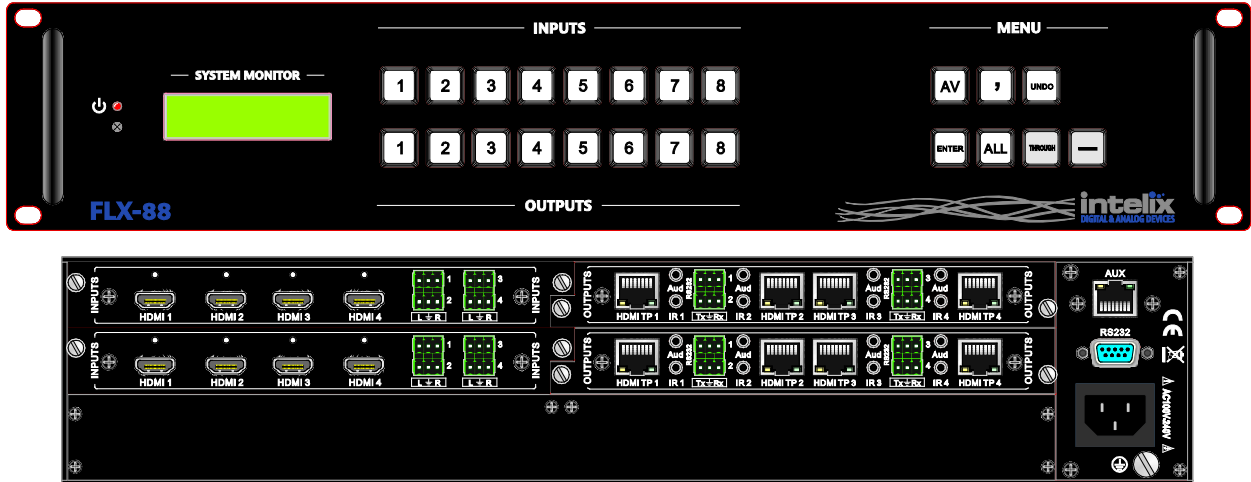 INPUTS MENU
SYSTEM MONITOR
1 2 3 4 5 6 7 8 AV , UNDO
1 2 3 4 5 6 7 8 ENTER ALL THROUGH —
FLX-88 OUTPUTS intelix
DIGITAL & ANALOG DEVICES
INPUTS HDMI 1 HDMI 2 HDMI 3 HDMI 4 1 2 L R 3 4 L R INPUTS
OUTPUTS HDMI TP 1 Aud IR 1 RS232 1 2 Tx Rx Aud IR 2 HDMI TP 2 HDMI TP 3 Aud IR 3 RS232 3 4 Tx Rx Aud IR 4 HDMI TP 4 OUTPUTS
INPUTS HDMI 1 HDMI 2 HDMI 3 HDMI 4 1 2 L R 3 4 L R INPUTS
OUTPUTS HDMI TP 1 Aud IR 1 RS232 1 2 Tx Rx Aud IR 2 HDMI TP 2 HDMI TP 3 Aud IR 3 RS232 3 4 Tx Rx Aud IR 4 HDMI TP 4 OUTPUTS
AUX
RS232
CE
AC100V/240V